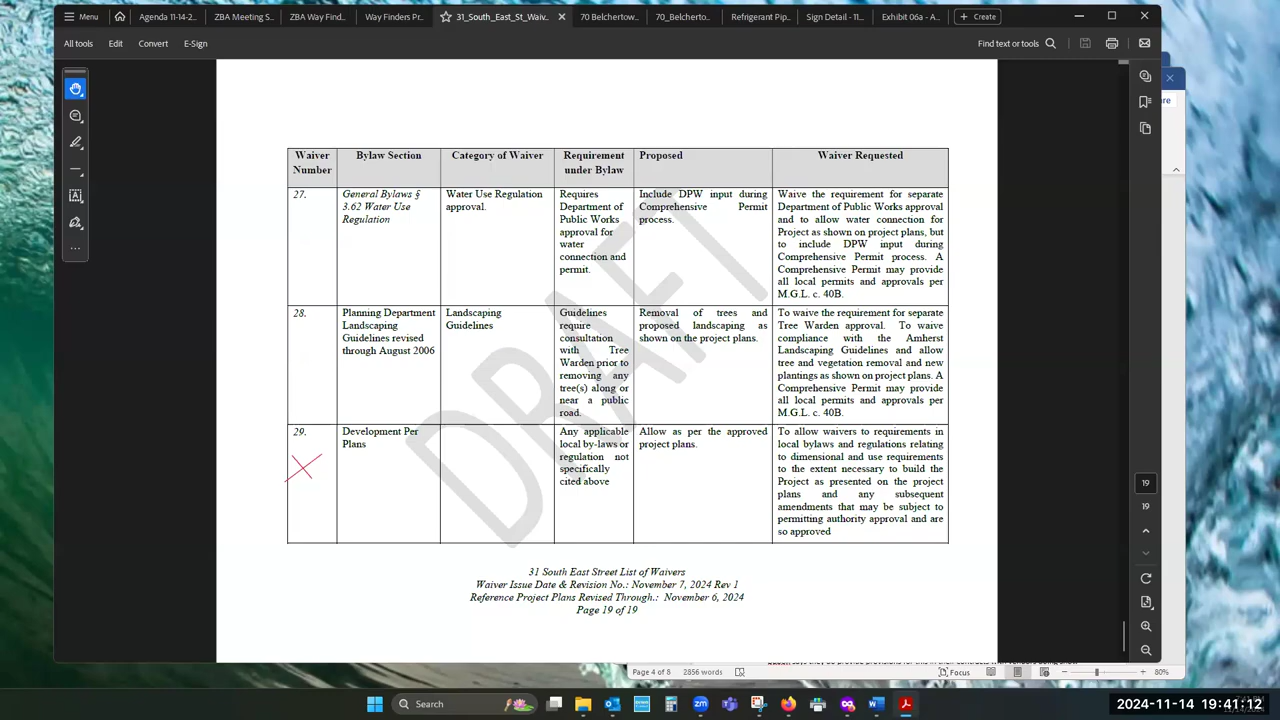 Menu
Agenda 11-14-2...
ZBA Meeting S...
ZBA Way Find...
Way Finders Pr...
31_South_East_St_Waiv...
70 Belchertow...
70_Belcherto...
Refrigerant Pip...
Sign Detail - 11...
Exhibit 06a - A...
Create
All tools
Edit
Convert
E-Sign
Find text or tools
Waiver Number
Bylaw Section
Category of Waiver
Requirement under Bylaw
Proposed
Waiver Requested
27.
General Bylaws §
3.62 Water Use
Regulation
Water Use Regulation
approval.
Requires
Department of
Public Works
approval for
water
connection and
permit.
Include DPW input during
Comprehensive Permit
process.
Waive the requirement for separate
Department of Public Works approval
and to allow water connection for
Project as shown on project plans, but
to include DPW input during
Comprehensive Permit process. A
Comprehensive Permit may provide
all local permits and approvals per
M.G.L. c. 40B.
28.
Planning Department
Landscaping
Guidelines revised
through August 2006
Landscaping
Guidelines
Guidelines
require
consultation
with Tree
Warden prior to
removing any
tree(s) along or
near a public
road.
Removal of trees and
proposed landscaping as
shown on the project plans.
To waive the requirement for separate
Tree Warden approval. To waive
compliance with the Amherst
Landscaping Guidelines and allow
tree and vegetation removal and new
plantings as shown on project plans. A
Comprehensive Permit may provide
all local permits and approvals per
M.G.L. c. 40B.
29.
Development Per
Plans
Any applicable
local by-laws or
regulation not
specifically
cited above
Allow as per the approved
project plans.
To allow waivers to requirements in
local bylaws and regulations relating
to dimensional and use requirements
to the extent necessary to build the
Project as presented on the project
plans and any subsequent
amendments that may be subject to
permitting authority approval and are
so approved
DRAFT
31 South East Street List of Waivers
Waiver Issue Date & Revision No.: November 7, 2024 Rev 1
Reference Project Plans Revised Through.: November 6, 2024
Page 19 of 19
19
19
Page 4 of 8
2856 words
Focus
80%
Search
2024-11-14 19:41:12